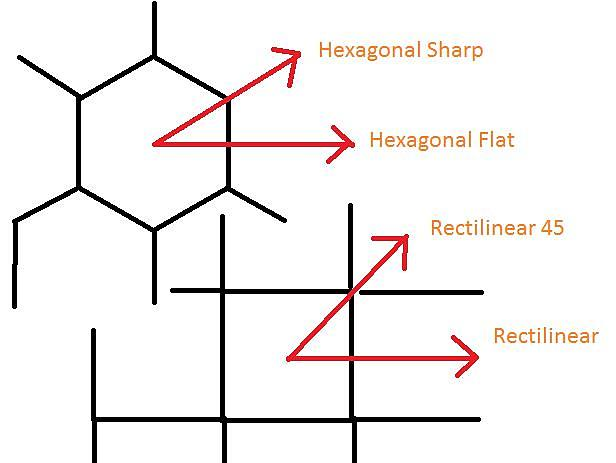 Hexagonal Sharp
Hexagonal Flat
Rectilinear 45
Rectilinear